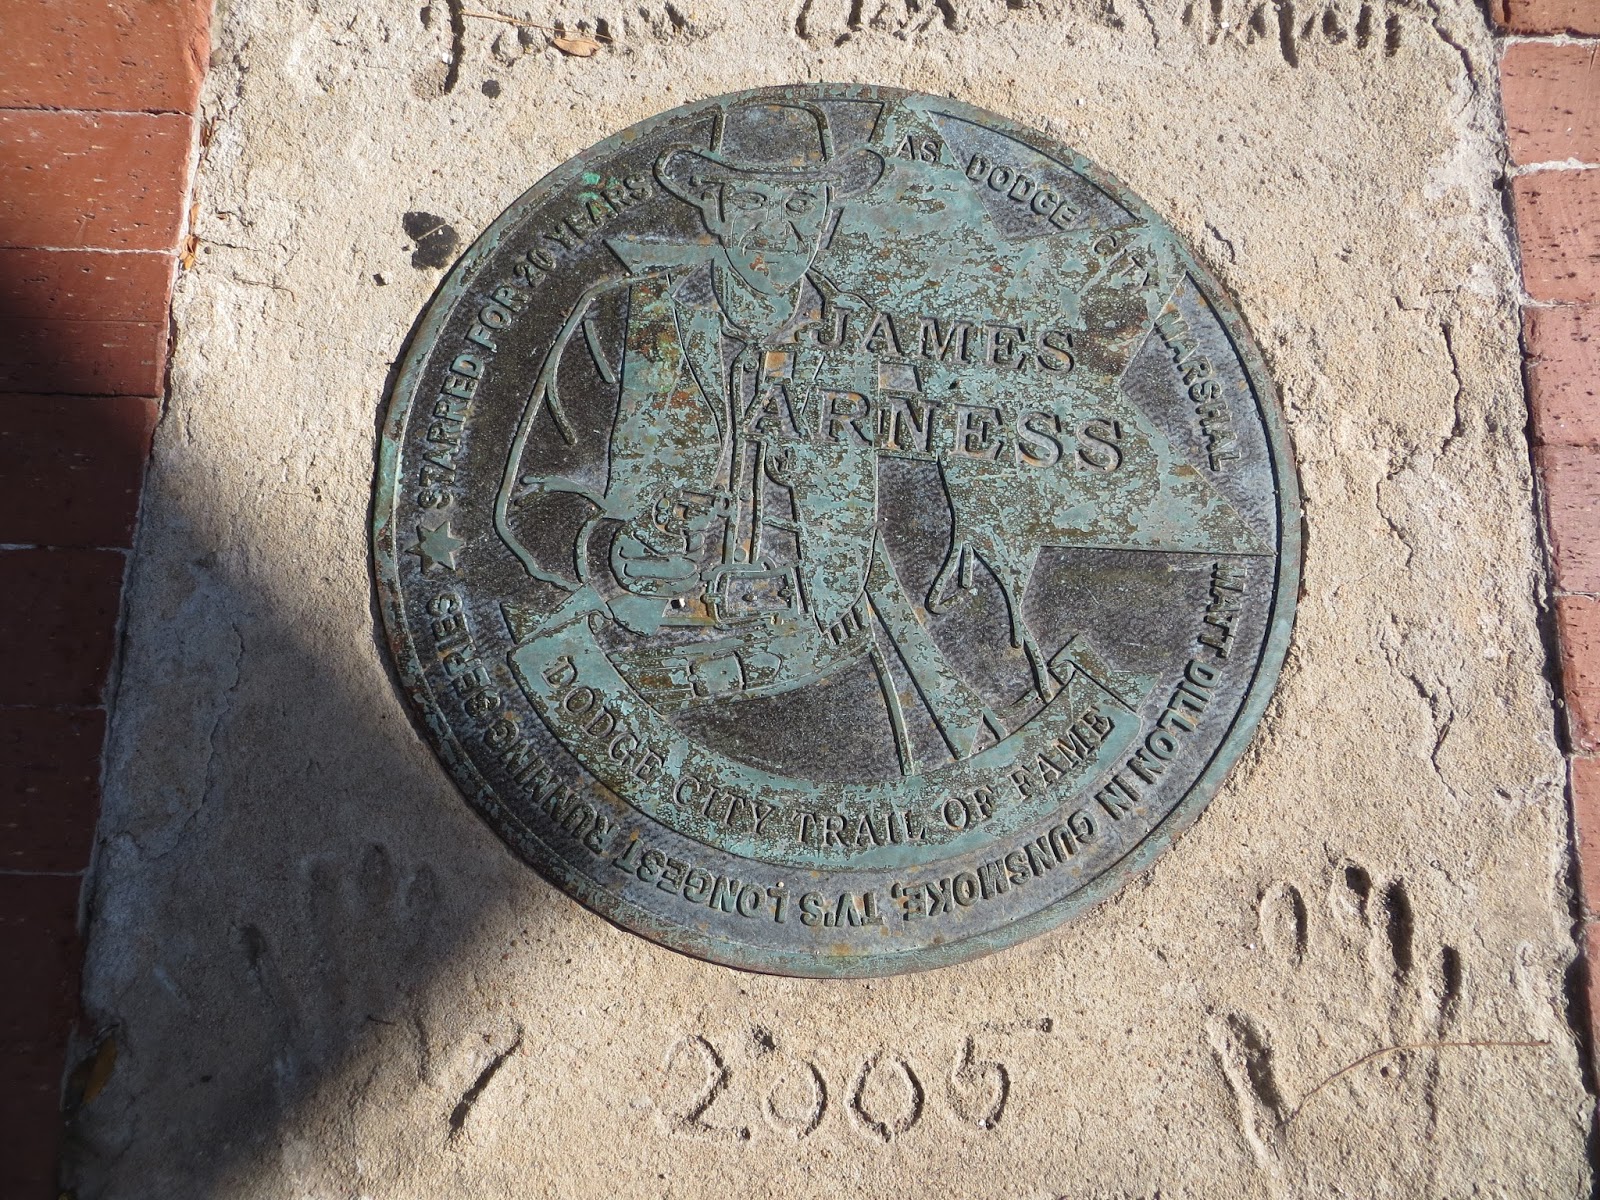 ★ STARRED FOR 20 YEARS AS DODGE CITY MARSHAL MATT DILLON IN GUNSMOKE, TV'S LONGEST RUNNING SERIES
JAMES
ARNESS
DODGE CITY TRAIL OF FAME
2005